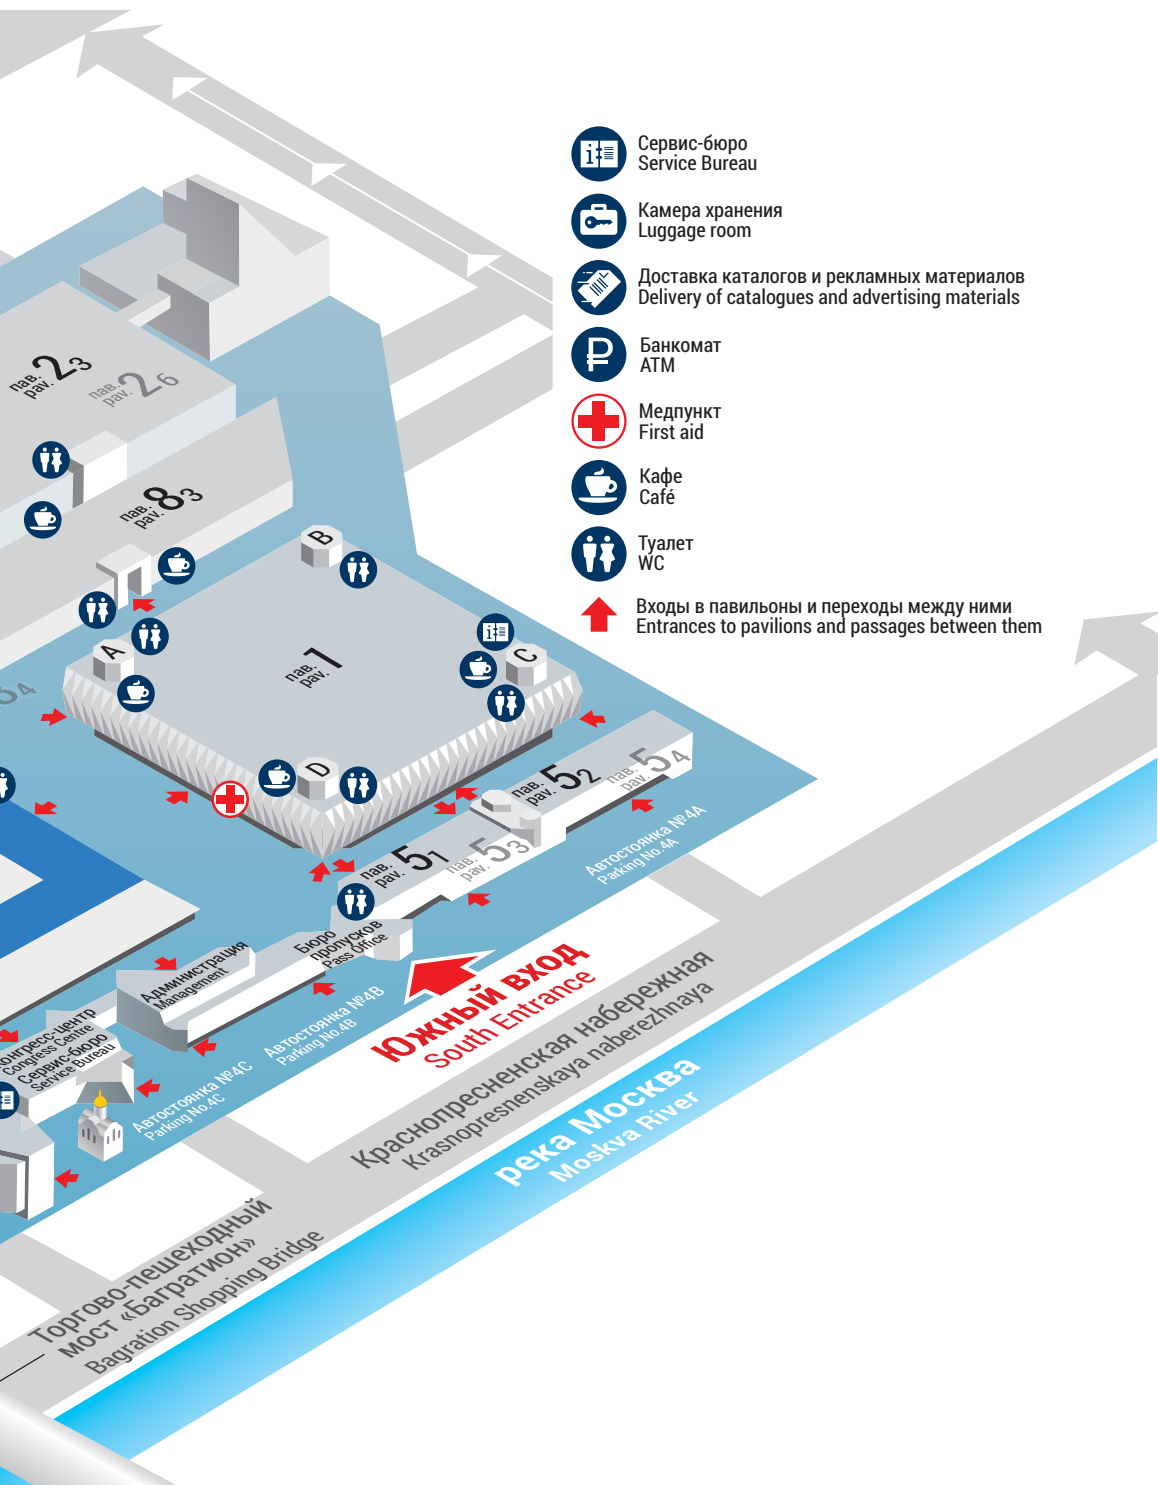 Сервис-бюро
Service Bureau
Камера хранения
Luggage room
Доставка каталогов и рекламных материалов
Delivery of catalogues and advertising materials
Банкомат
ATM
Медпункт
First aid
Кафе
Café
Туалет
WC
Входы в павильоны и переходы между ними
Entrances to pavilions and passages between them
пав.
pav. 2 3
пав.
pav. 2 6
пав.
pav. 8 3
B
A
C
D
пав.
pav. 1
4
пав.
pav. 5 2
пав.
pav. 5 4
пав.
pav. 5 1
пав.
pav. 5 3
Автостоянка №4А
Parking No.4A
Бюро
пропусков
Pass Office
Администрация
Management
Автостоянка №4В
Parking No.4B
Южный вход
South Entrance
онгресс-центр
Congress Centre
Сервис-бюро
Service Bureau
Автостоянка №4С
Parking No.4C
Краснопресненская набережная
Krasnopresnenskaya naberezhnaya
река Москва
Moskva River
Торгово-пешеходный
мост «Багратион»
Bagration Shopping Bridge